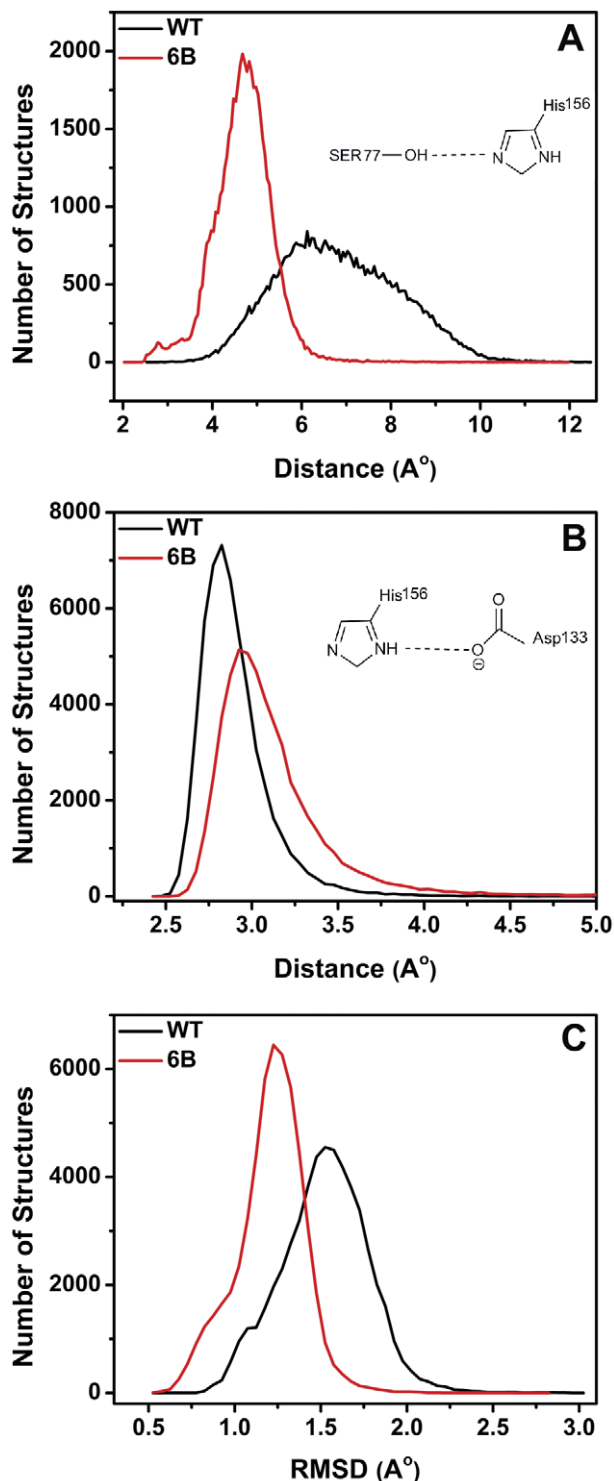 WT
6B
A
2000
1500
1000
500
0
Number of Structures
His156
SER77—OH
N
NH
2 4 6 8 10 12
Distance (A°)
WT
6B
B
8000
6000
4000
2000
0
Number of Structures
His156
N
NH
O
O
⊖
Asp133
2.5 3.0 3.5 4.0 4.5 5.0
Distance (A°)
WT
6B
C
6000
4000
2000
0
Number of Structures
0.5 1.0 1.5 2.0 2.5 3.0
RMSD (A°)